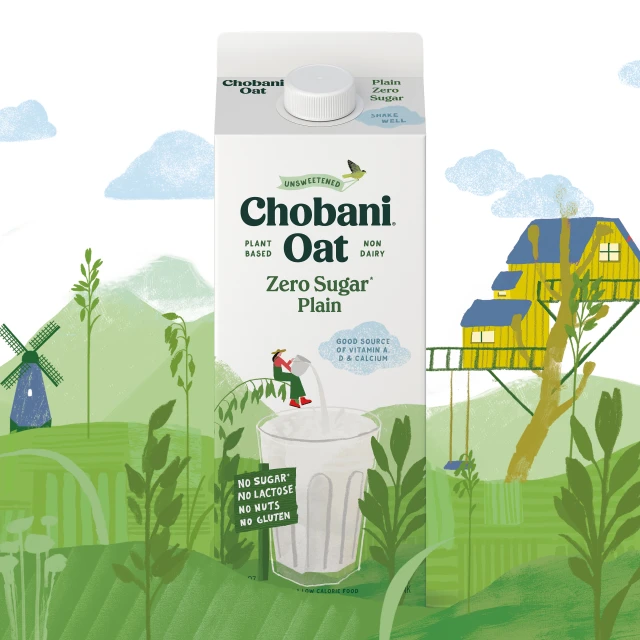 Chobani
Oat
Plain
Zero
Sugar
SHAKE
WELL
UNSWEETENED
Chobani®
PLANT
BASED
Oat
NON
DAIRY
Zero Sugar*
Plain
GOOD SOURCE
OF VITAMIN A,
D & CALCIUM
NO SUGAR*
NO LACTOSE
NO NUTS
NO GLUTEN
LOW CALORIE FOOD